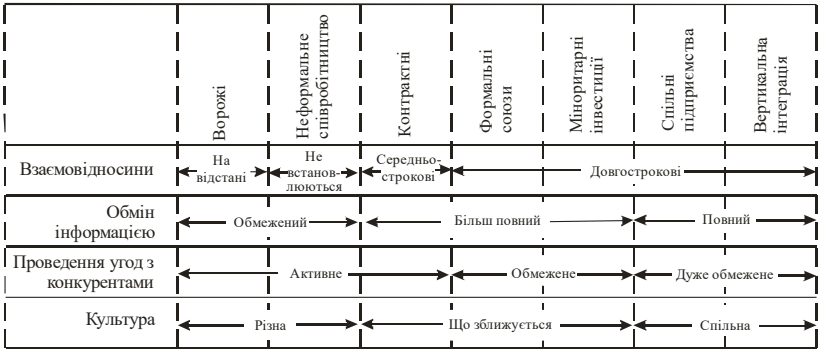 Ворожі
Неформальне
співробітництво
Контрактні
Формальні
союзи
Міноритарні
інвестиції
Спільні
підприємства
Вертикальна
інтеграція
Взаємовідносини
На
відстані
Не
встанов-
люються
Середньо-
строкові
Довгострокові
Обмін
інформацією
Обмежений
Більш повний
Повний
Проведення угод з
конкурентами
Активне
Обмежене
Дуже обмежене
Культура
Різна
Що зближується
Спільна